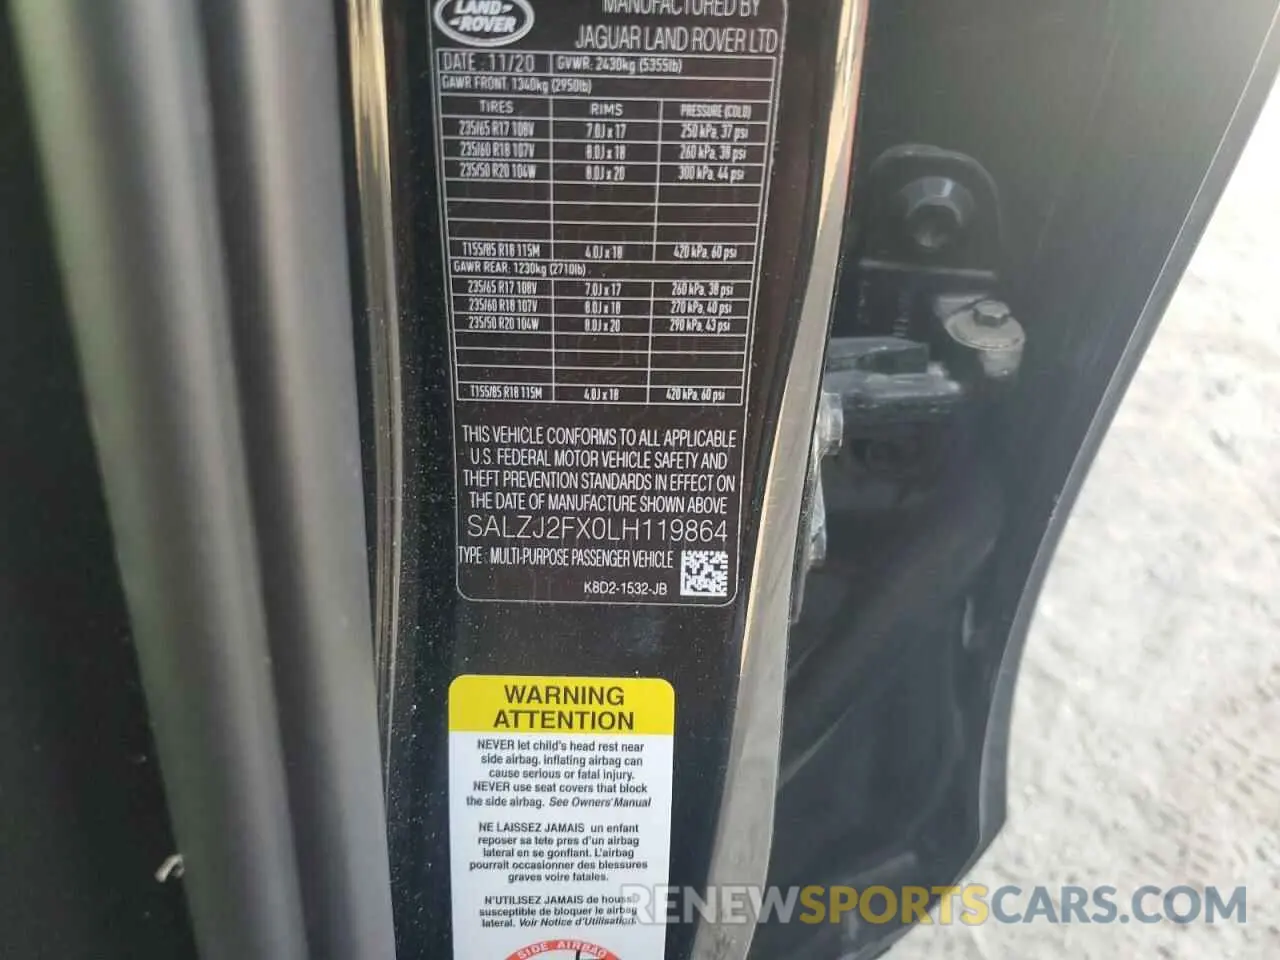 LAND-
-ROVER
MANUFACTURED BY
JAGUAR LAND ROVER LTD
DATE: 11/20 GVWR: 2430kg (5355lb)
GAWR FRONT: 1340kg (2950lb)
TIRES RIMS PRESSURE (COLD)
235/65 R17 108V 7.0J x 17 250 kPa, 37 psi
235/60 R18 107V 8.0J x 18 260 kPa, 38 psi
235/50 R20 104W 8.0J x 20 300 kPa, 44 psi
T155/85 R18 115M 4.0J x 18 420 kPa, 60 psi
GAWR REAR: 1230kg (2710lb)
235/65 R17 108V 7.0J x 17 260 kPa, 38 psi
235/60 R18 107V 8.0J x 18 270 kPa, 40 psi
235/50 R20 104W 8.0J x 20 290 kPa, 43 psi
T155/85 R18 115M 4.0J x 18 420 kPa, 60 psi
THIS VEHICLE CONFORMS TO ALL APPLICABLE
U.S. FEDERAL MOTOR VEHICLE SAFETY AND
THEFT PREVENTION STANDARDS IN EFFECT ON
THE DATE OF MANUFACTURE SHOWN ABOVE
SALZJ2FX0LH119864
TYPE: MULTI-PURPOSE PASSENGER VEHICLE
K8D2-1532-JB
WARNING
ATTENTION
NEVER let child's head rest near
side airbag, inflating airbag can
cause serious or fatal injury.
NEVER use seat covers that block
the side airbag. See Owners' Manual
NE LAISSEZ JAMAIS un enfant
reposer sa tete pres d'un airbag
lateral en se gonflant. L'airbag
pourrait occasionner des blessures
graves voire fatales.
N'UTILISEZ JAMAIS de housse
susceptible de bloquer le airbag
lateral. Voir Notice d'Utilisation.
SIDE AIRBAG
RENEWSPORTSCARS.COM